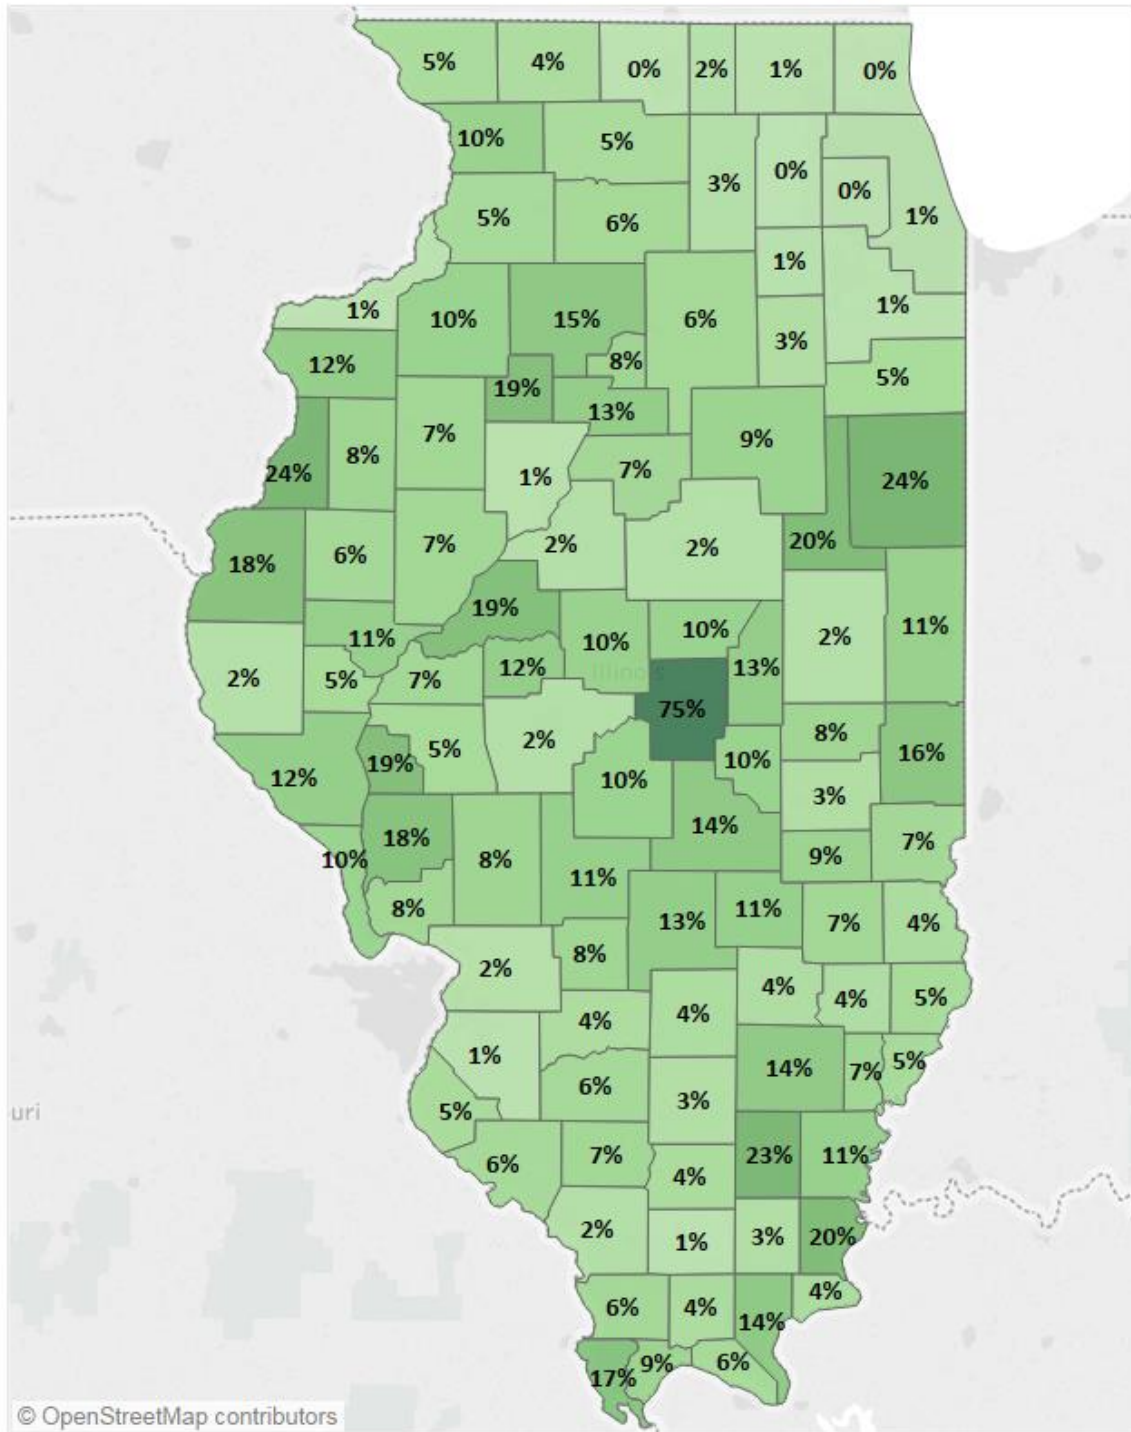 5% 4% 0% 2% 1% 0%
10% 5% 3% 0% 0% 1%
5% 6% 1%
1% 10% 15% 6% 3% 1%
12% 8% 5%
19% 13%
24% 8% 7% 1% 7% 9% 24%
18% 6% 7% 2% 2% 20%
19% 11%
11% 10% 10% 2%
2% 5% 7% 12% 13%
Illinois
75%
12% 19% 5% 2% 10% 10% 8% 16%
3%
10% 18% 8% 11% 14% 9% 7%
8% 13% 11% 7% 4%
2% 8% 4% 4% 5%
1% 4% 4%
6% 14% 7% 5%
uri
5% 3%
6% 7% 4% 23% 11%
2% 1% 3% 20%
6% 4% 14% 4%
17% 9% 6%
© OpenStreetMap contributors